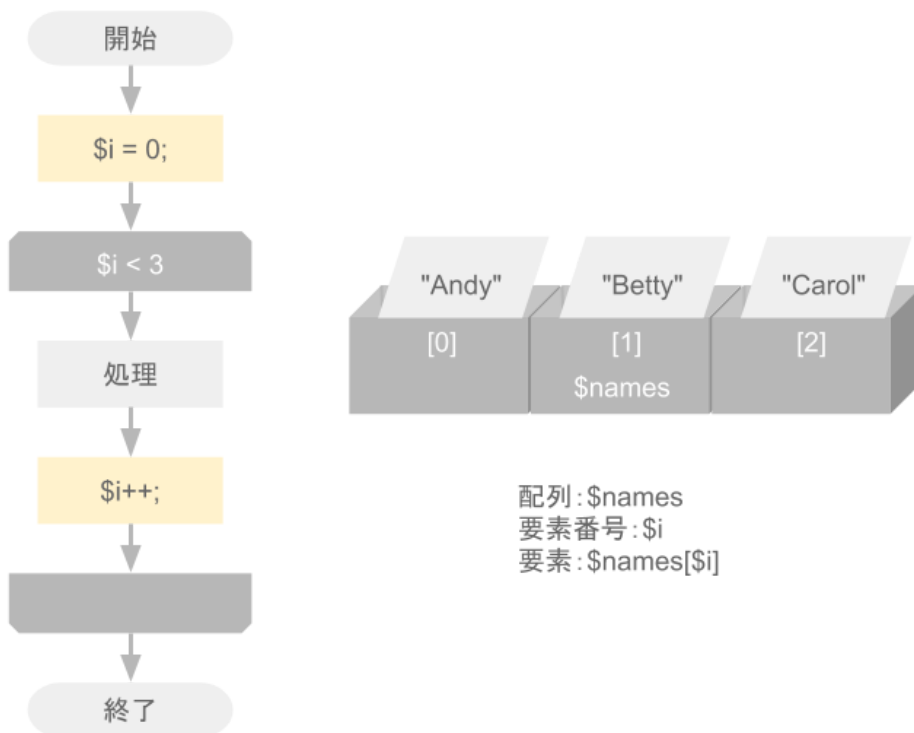 開始
$i = 0;
$i < 3
処理
$i++;
終了
"Andy"
"Betty"
"Carol"
[0]
[1]
[2]
$names
配列：$names
要素番号：$i
要素：$names[$i]